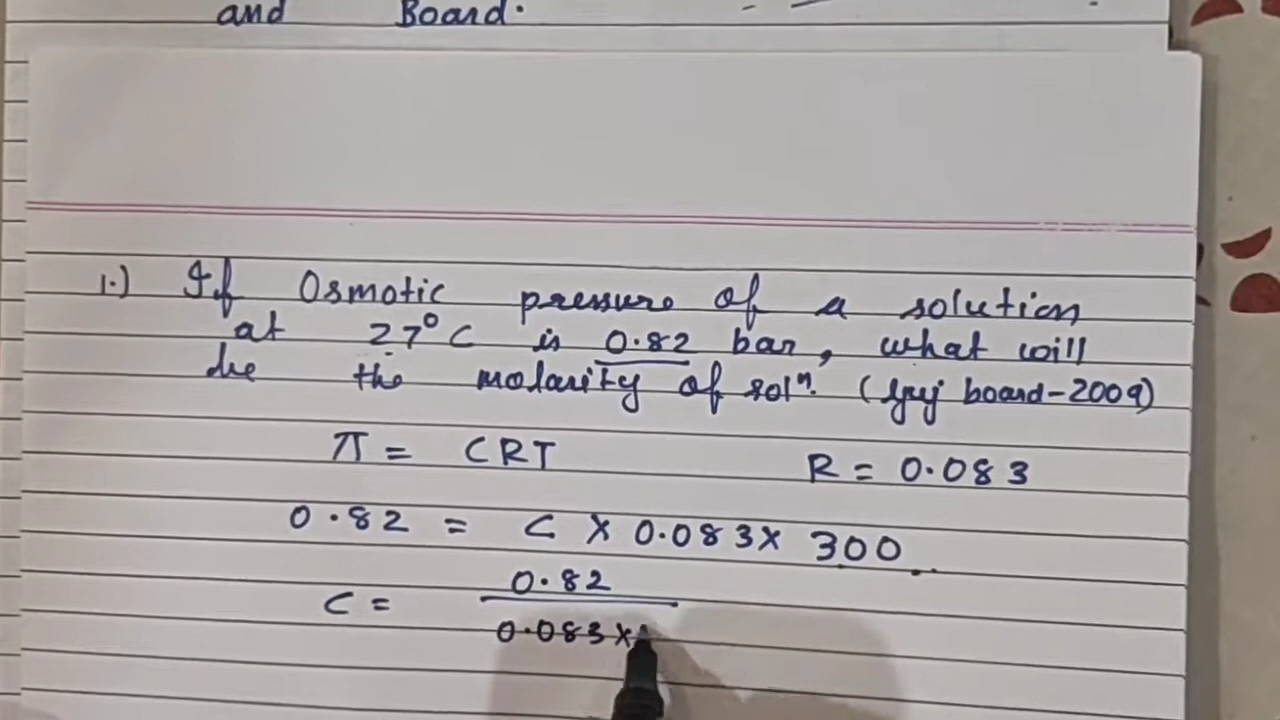 and Board.
1.) If Osmotic pressure of a solution
at 27°C is 0.82 bar, what will
be the molarity of solⁿ. (Guj board-2009)
π = CRT R = 0.083
0.82 = C × 0.083 × 300
C = 0.82
0.083 ×